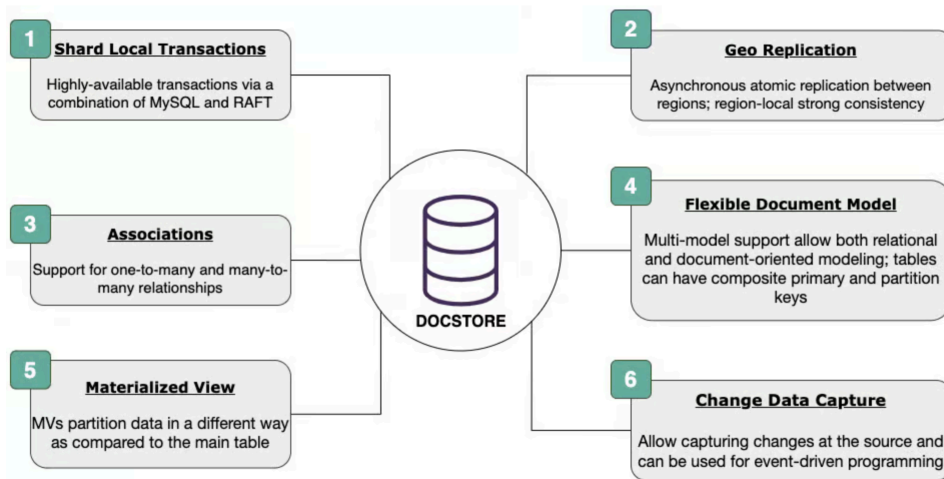 1
Shard Local Transactions
Highly-available transactions via a
combination of MySQL and RAFT
2
Geo Replication
Asynchronous atomic replication between
regions; region-local strong consistency
3
Associations
Support for one-to-many and many-to-
many relationships
4
Flexible Document Model
Multi-model support allow both relational
and document-oriented modeling; tables
can have composite primary and partition
keys
DOCSTORE
5
Materialized View
MVs partition data in a different way
as compared to the main table
6
Change Data Capture
Allow capturing changes at the source and
can be used for event-driven programming